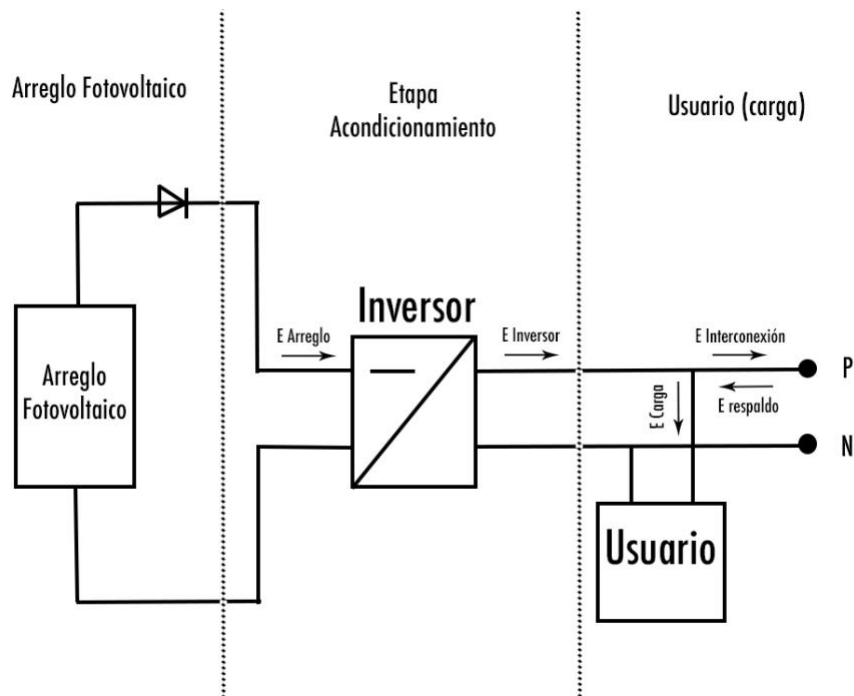 Arreglo Fotovoltaico
Etapa
Acondicionamiento
Usuario (carga)
Inversor
E Arreglo
E Inversor
E Interconexión
P
Arreglo
Fotovoltaico
E Carga
E respaldo
N
Usuario